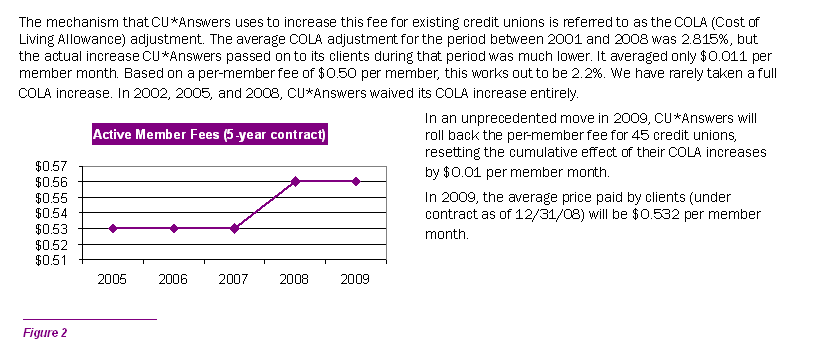 The mechanism that CU*Answers uses to increase this fee for existing credit unions is referred to as the COLA (Cost of
Living Allowance) adjustment. The average COLA adjustment for the period between 2001 and 2008 was 2.815%, but
the actual increase CU*Answers passed on to its clients during that period was much lower. It averaged only $0.011 per
member month. Based on a per-member fee of $0.50 per member, this works out to be 2.2%. We have rarely taken a full
COLA increase. In 2002, 2005, and 2008, CU*Answers waived its COLA increase entirely.
Active Member Fees (5-year contract)
$0.57
$0.56
$0.55
$0.54
$0.53
$0.52
$0.51
2005 2006 2007 2008 2009
In an unprecedented move in 2009, CU*Answers will
roll back the per-member fee for 45 credit unions,
resetting the cumulative effect of their COLA increases
by $0.01 per member month.
In 2009, the average price paid by clients (under
contract as of 12/31/08) will be $0.532 per member
month.
Figure 2